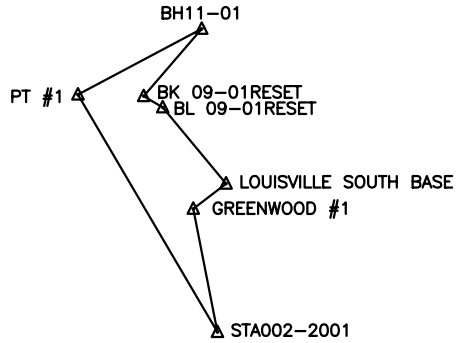 BH11-01
PT #1
BK 09-01RESET
BL 09-01RESET
LOUISVILLE SOUTH BASE
GREENWOOD #1
STA002-2001